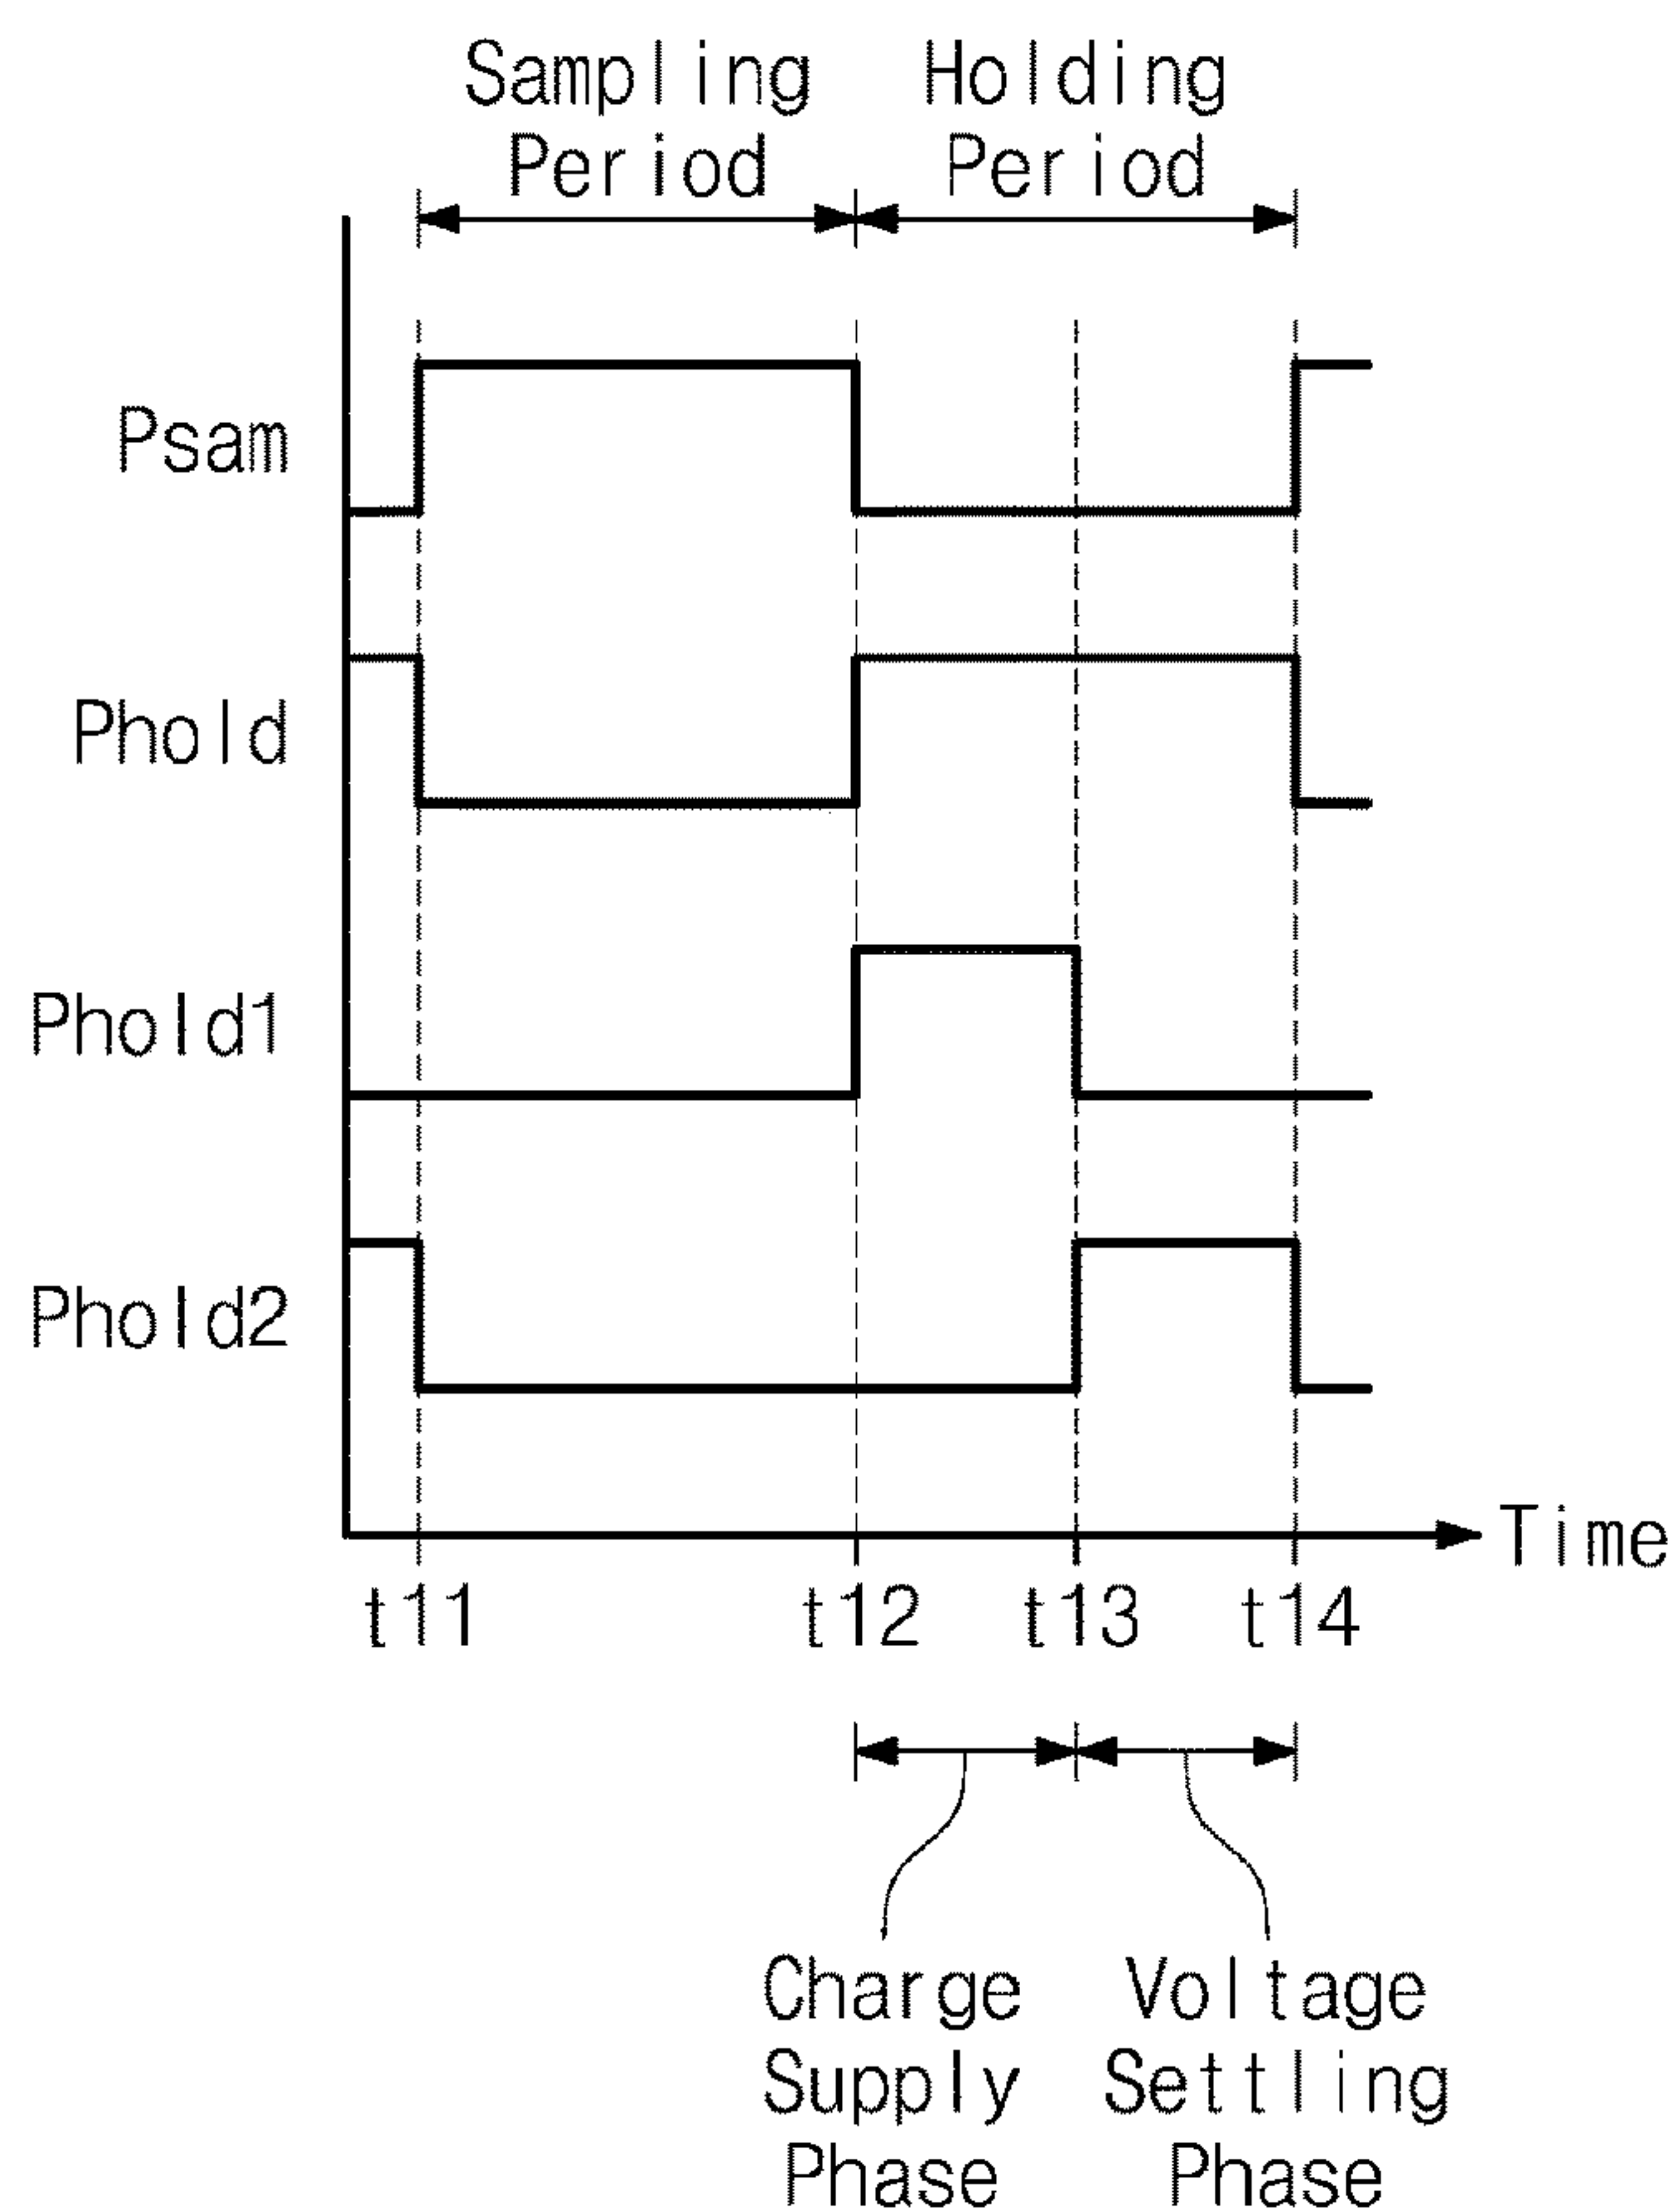 Sampling Holding
Period Period
Psam
Phold
Phold1
Phold2
Time
t11 t12 t13 t14
Charge Voltage
Supply Settling
Phase Phase